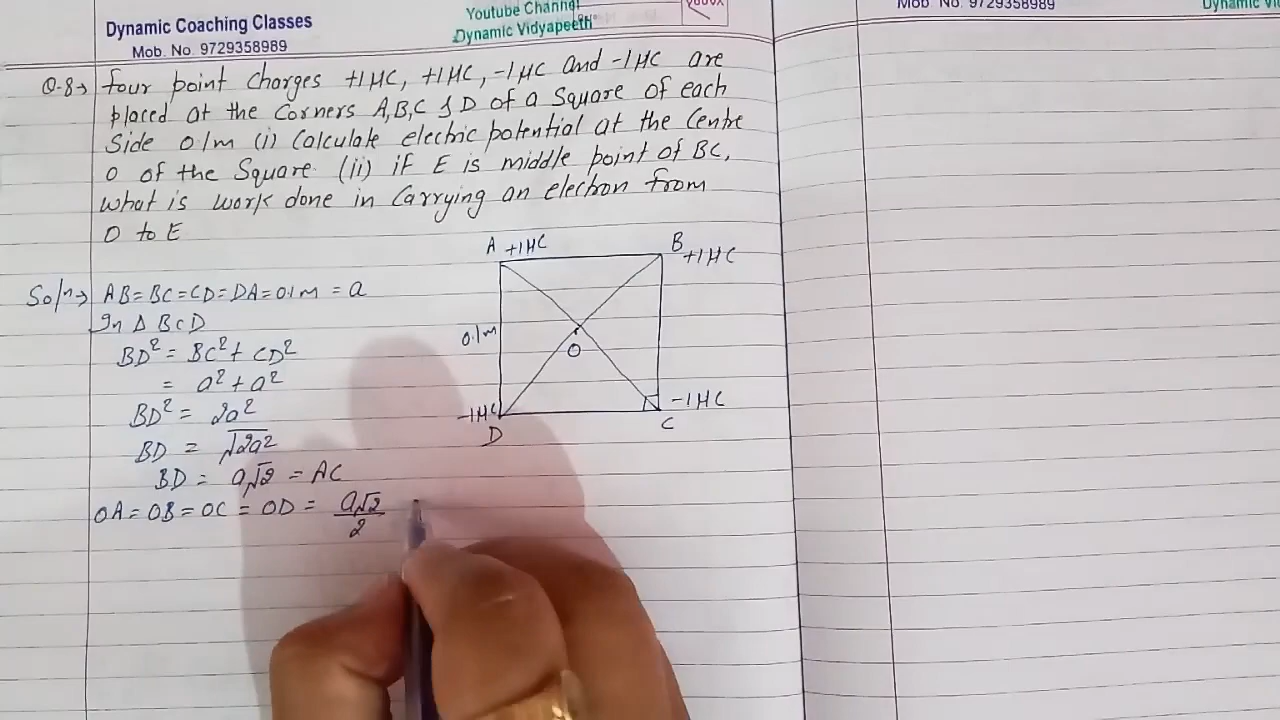 Dynamic Coaching Classes
Mob. No. 9729358989
Youtube Channel
Dynamic Vidyapeeth
Mob No. 9729358989
Q.8→ Four point charges +1μC, +1μC, -1μC and -1μC are
placed at the Corners A,B,C & D of a Square of each
Side 0.1m (i) Calculate electric potential at the Centre
O of the Square. (ii) if E is middle point of BC,
what is work done in Carrying an electron from
O to E
Soln→ AB=BC=CD=DA=0.1m = a
In Δ BCD
BD² = BC² + CD²
= a² + a²
BD² = 2a²
BD = √2a²
BD = a√2 = AC
OA = OB = OC = OD = a√2/2
A +1μC
B +1μC
0.1m
O
-1μC
D
-1μC
C